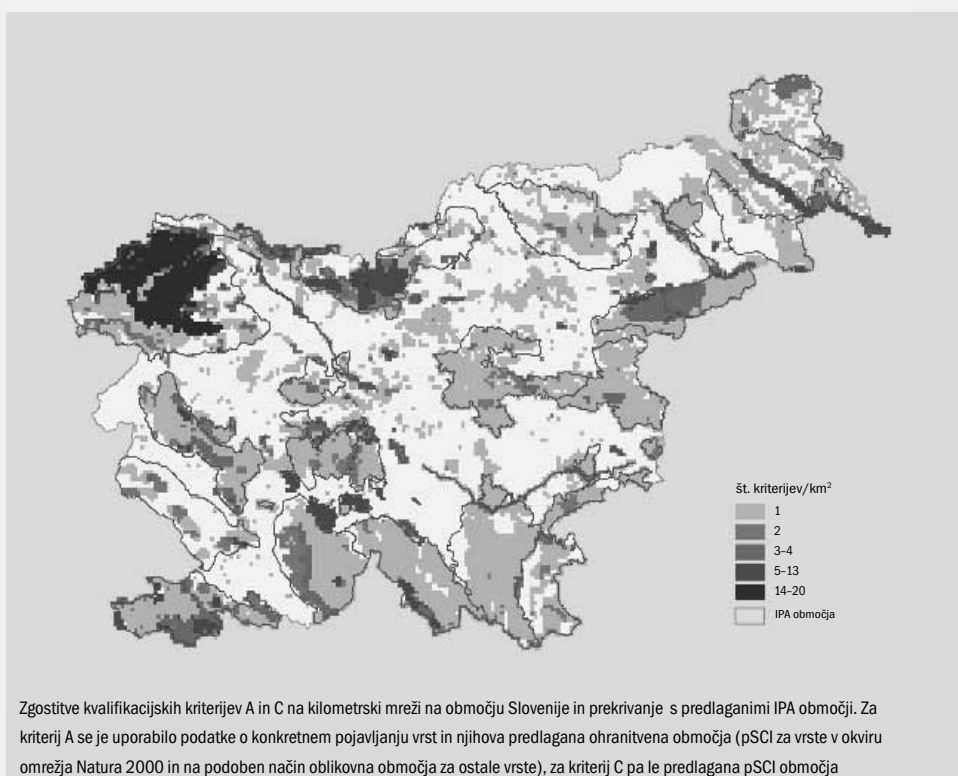 št. kriterijev/km²
1
2
3-4
5-13
14-20
IPA območja
Zgostitve kvalifikacijskih kriterijev A in C na kilometrski mreži na območju Slovenije in prekrivanje s predlaganimi IPA območji. Za
kriterij A se je uporabilo podatke o konkretnem pojavljanju vrst in njihova predlagana ohranitvena območja (pSCI za vrste v okviru
omrežja Natura 2000 in na podoben način oblikovna območja za ostale vrste), za kriterij C pa le predlagana pSCI območja